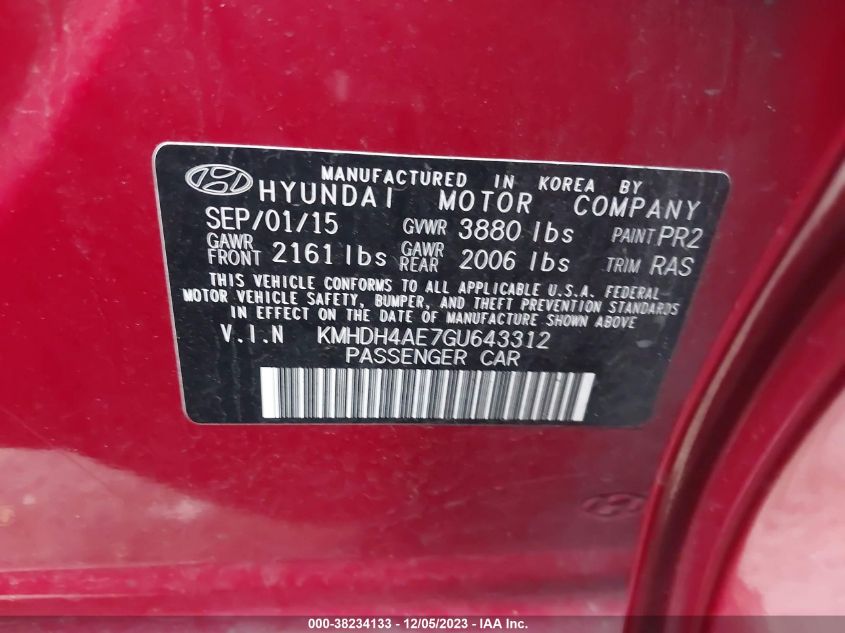 MANUFACTURED IN KOREA BY
HYUNDAI MOTOR COMPANY
SEP/01/15 GVWR 3880 lbs PAINT PR2
GAWR FRONT 2161 lbs GAWR REAR 2006 lbs TRIM RAS
THIS VEHICLE CONFORMS TO ALL APPLICABLE U.S.A. FEDERAL
MOTOR VEHICLE SAFETY, BUMPER, AND THEFT PREVENTION STANDARDS
IN EFFECT ON THE DATE OF MANUFACTURE SHOWN ABOVE
V.I.N KMHDH4AE7GU643312
PASSENGER CAR
000-38234133 - 12/05/2023 - Copyright © 2023 IAA, Inc.